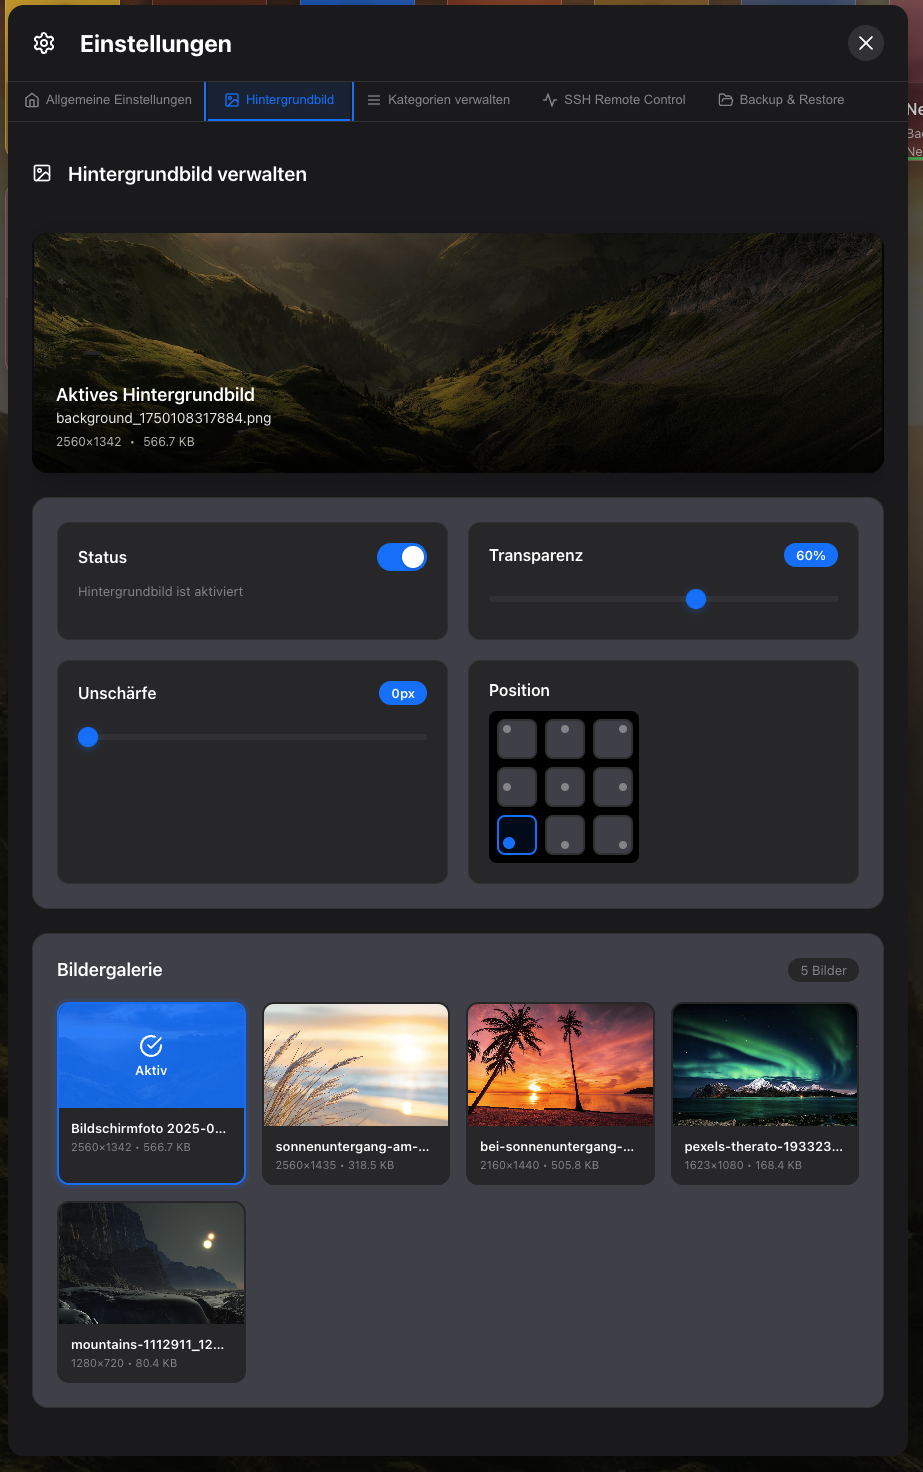 Einstellungen
Allgemeine Einstellungen
Hintergrundbild
Kategorien verwalten
SSH Remote Control
Backup & Restore
Hintergrundbild verwalten
Aktives Hintergrundbild
background_1750108317884.png
2560×1342 • 566.7 KB
Status
Hintergrundbild ist aktiviert
Transparenz
60%
Unschärfe
0px
Position
Bildergalerie
5 Bilder
Aktiv
Bildschirmfoto 2025-0...
2560×1342 • 566.7 KB
sonnenuntergang-am-...
2560×1435 • 318.5 KB
bei-sonnenuntergang-...
2160×1440 • 505.8 KB
pexels-therato-193323...
1623×1080 • 168.4 KB
mountains-1112911_12...
1280×720 • 80.4 KB